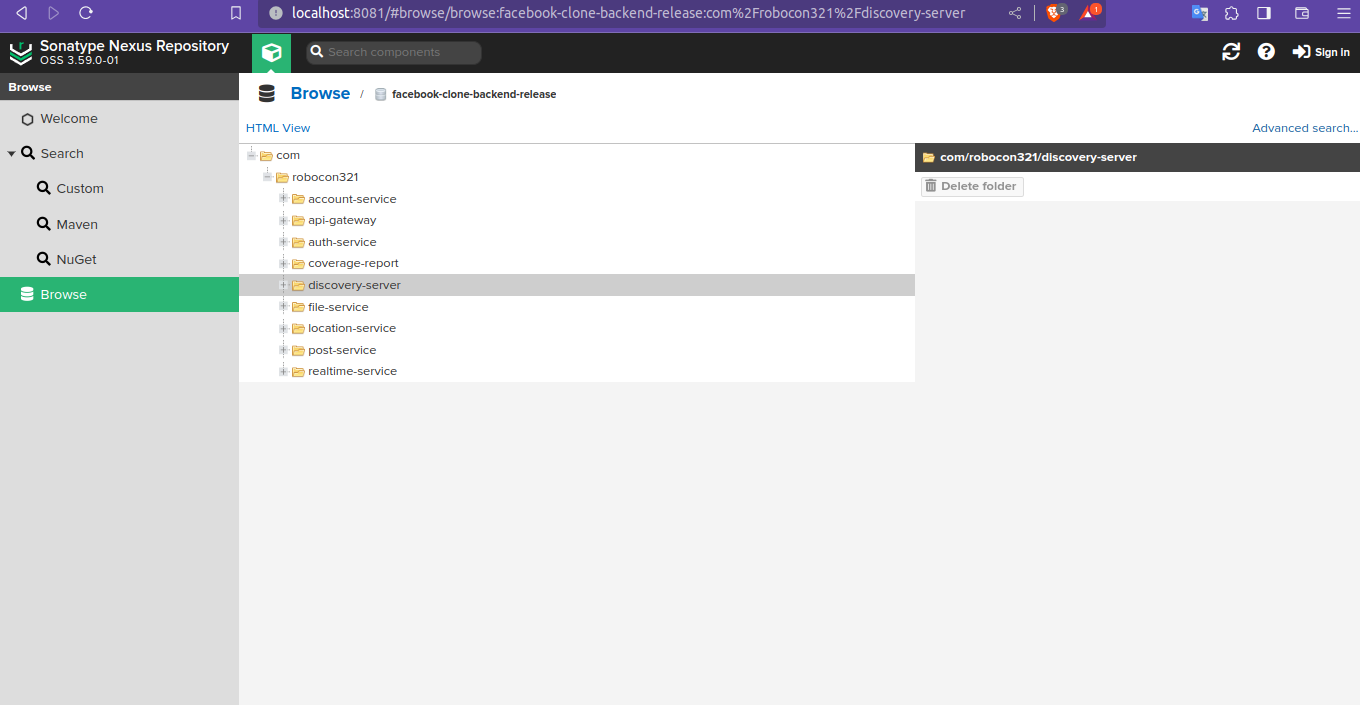 localhost:8081/#browse/browse:facebook-clone-backend-release:com%2Frobocon321%2Fdiscovery-server
3
1
Sonatype Nexus Repository
OSS 3.59.0-01
Search components
Sign in
Browse
Welcome
Search
Custom
Maven
NuGet
Browse
Browse / facebook-clone-backend-release
HTML View
Advanced search...
com
robocon321
account-service
api-gateway
auth-service
coverage-report
discovery-server
file-service
location-service
post-service
realtime-service
com/robocon321/discovery-server
Delete folder